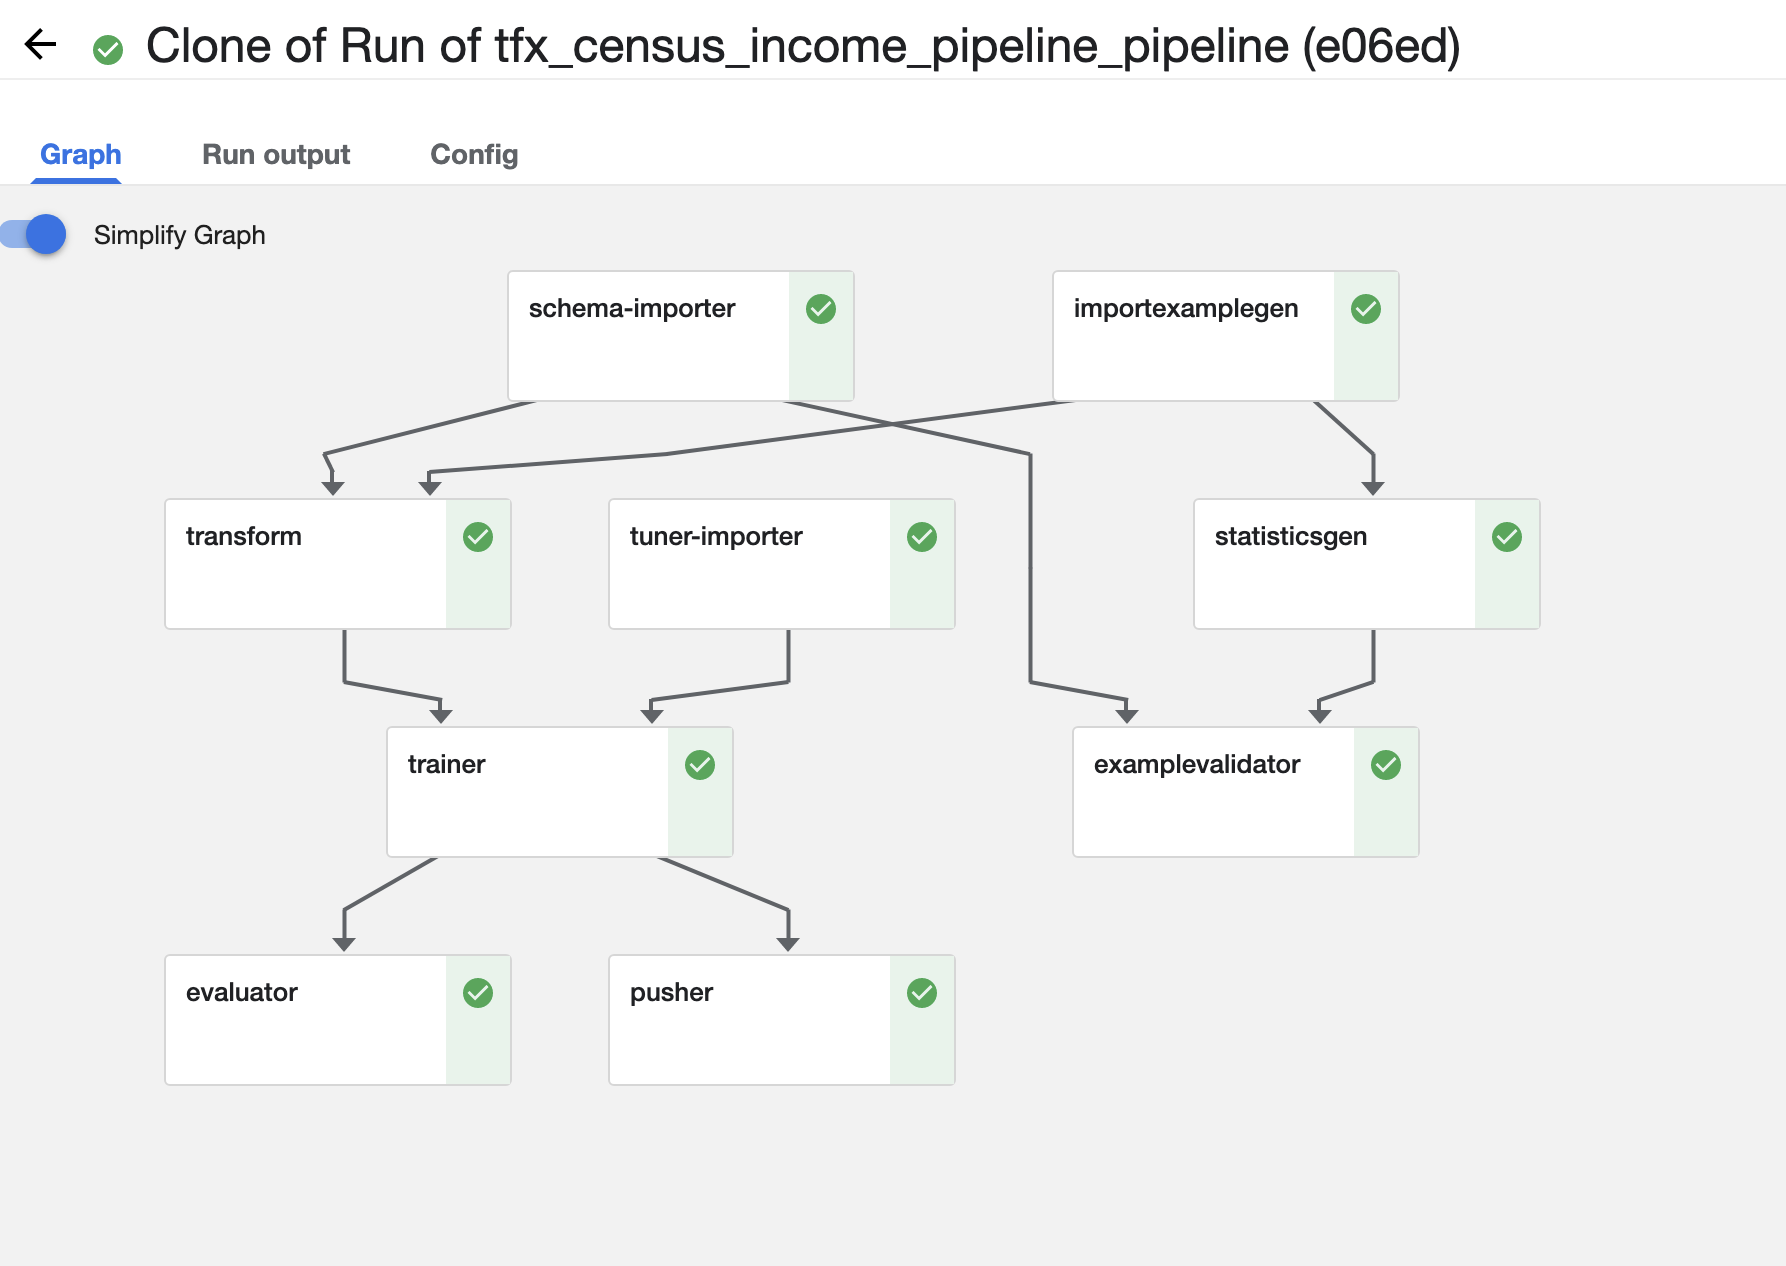 Clone of Run of tfx_census_income_pipeline_pipeline (e06ed)
Graph Run output Config
Simplify Graph
schema-importer importexamplegen
transform tuner-importer statisticsgen
trainer examplevalidator
evaluator pusher